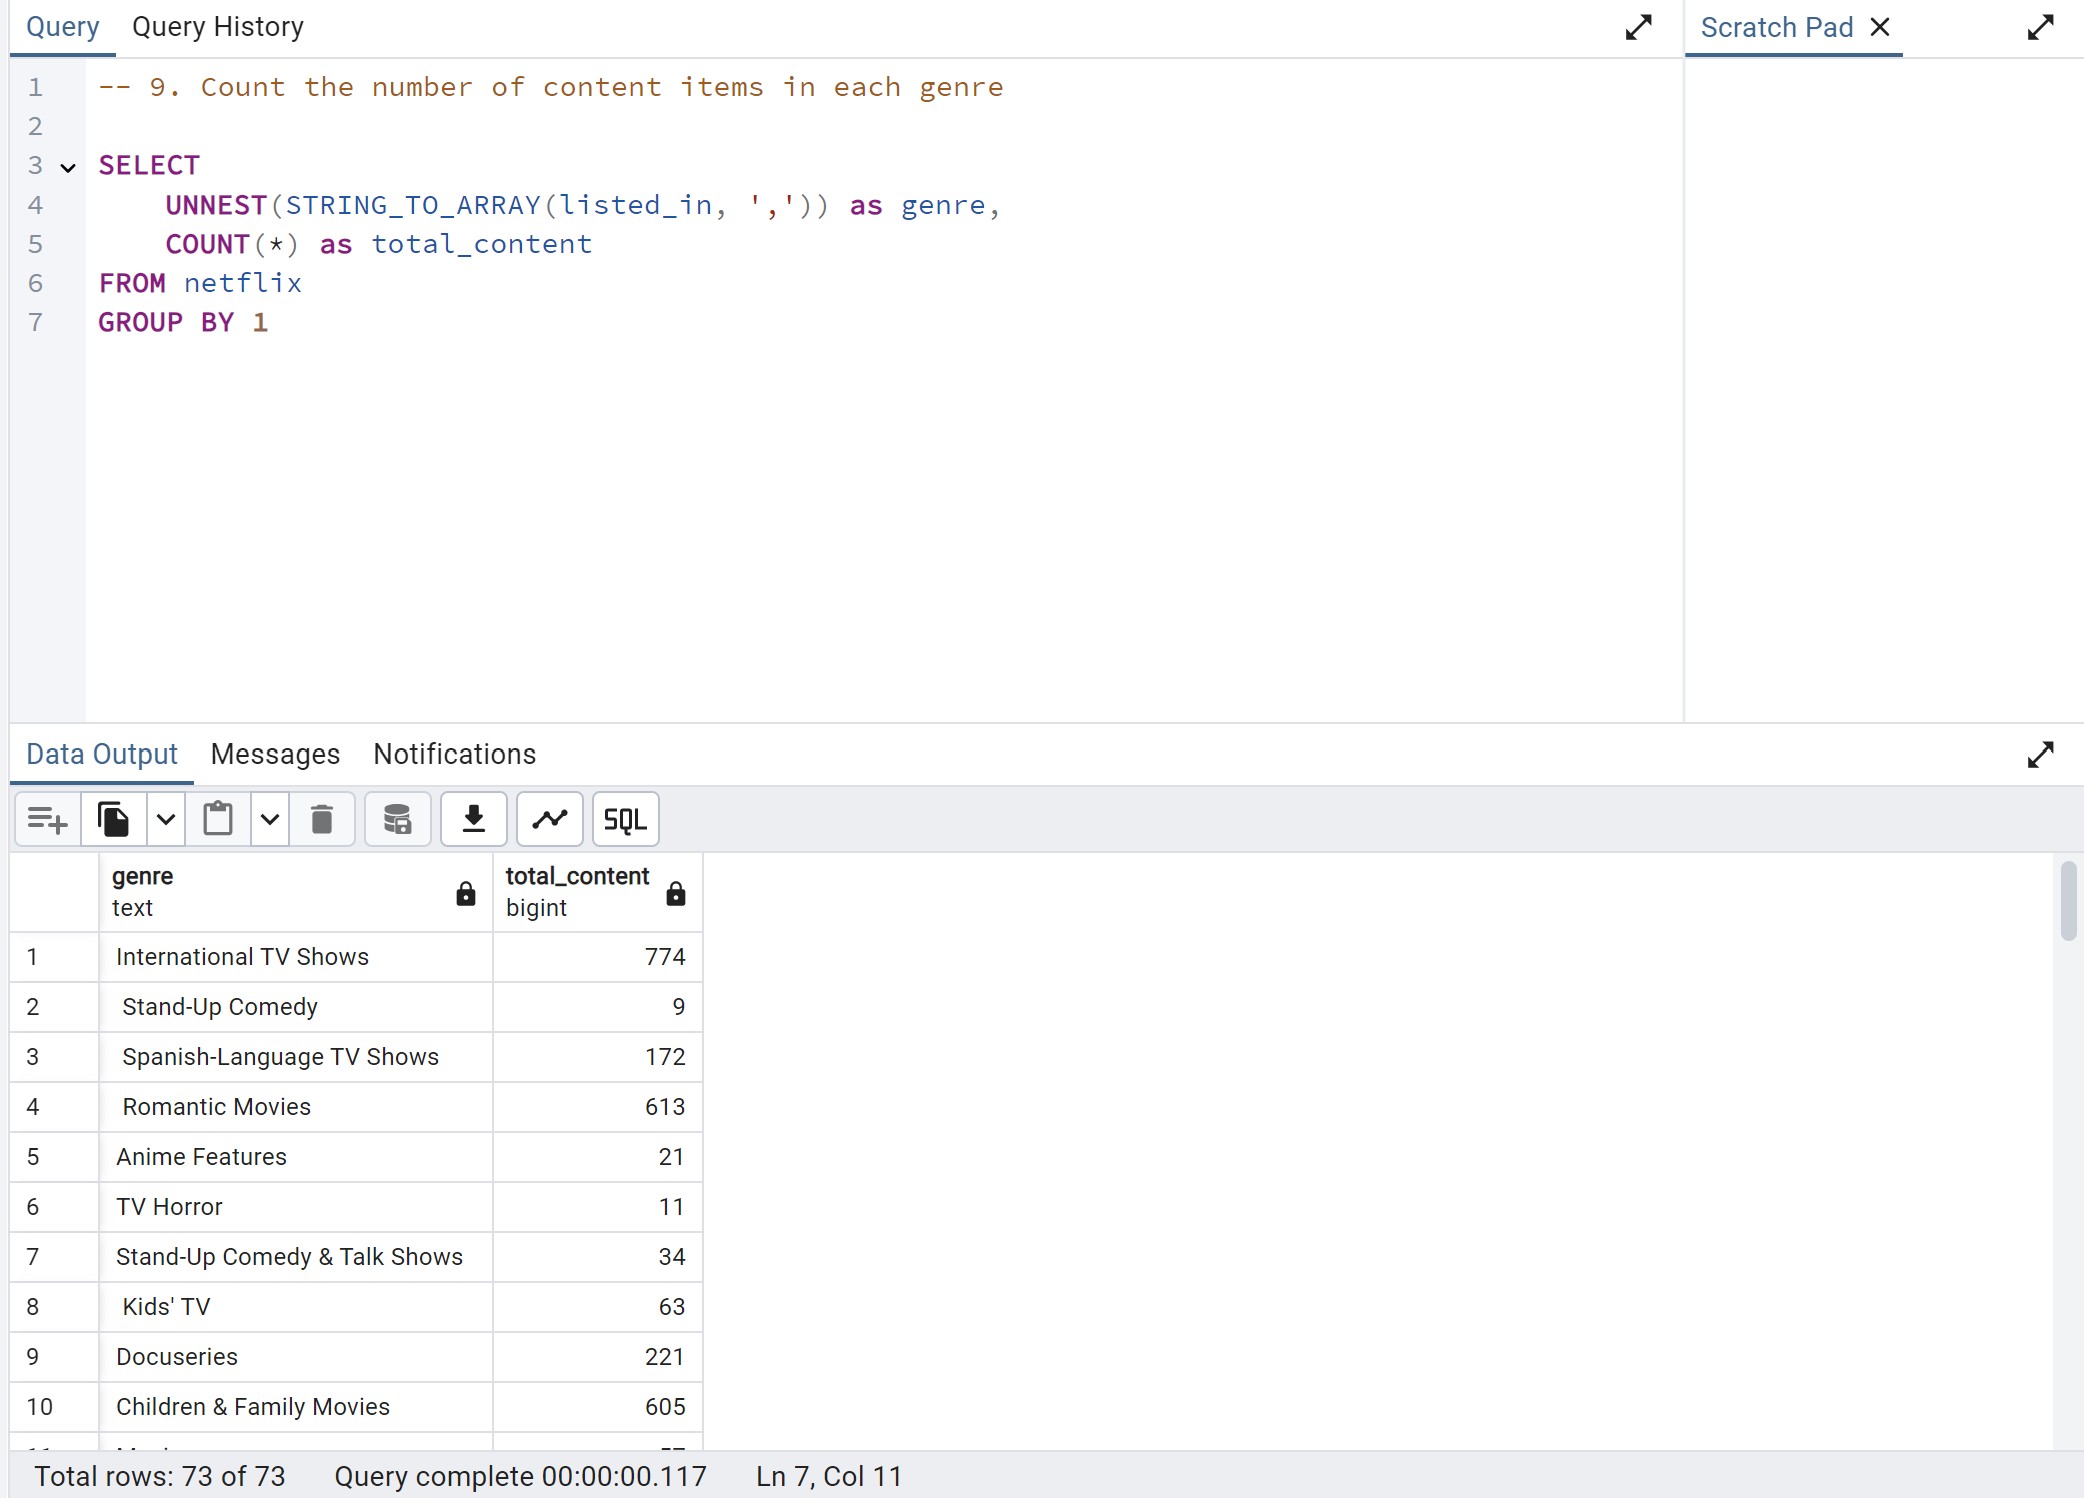 Query Query History Scratch Pad
1 -- 9. Count the number of content items in each genre
2
3 SELECT
4 UNNEST(STRING_TO_ARRAY(listed_in, ',')) as genre,
5 COUNT(*) as total_content
6 FROM netflix
7 GROUP BY 1
Data Output Messages Notifications
SQL
genre total_content
text bigint
1 International TV Shows 774
2 Stand-Up Comedy 9
3 Spanish-Language TV Shows 172
4 Romantic Movies 613
5 Anime Features 21
6 TV Horror 11
7 Stand-Up Comedy & Talk Shows 34
8 Kids' TV 63
9 Docuseries 221
10 Children & Family Movies 605
Total rows: 73 of 73 Query complete 00:00:00.117 Ln 7, Col 11